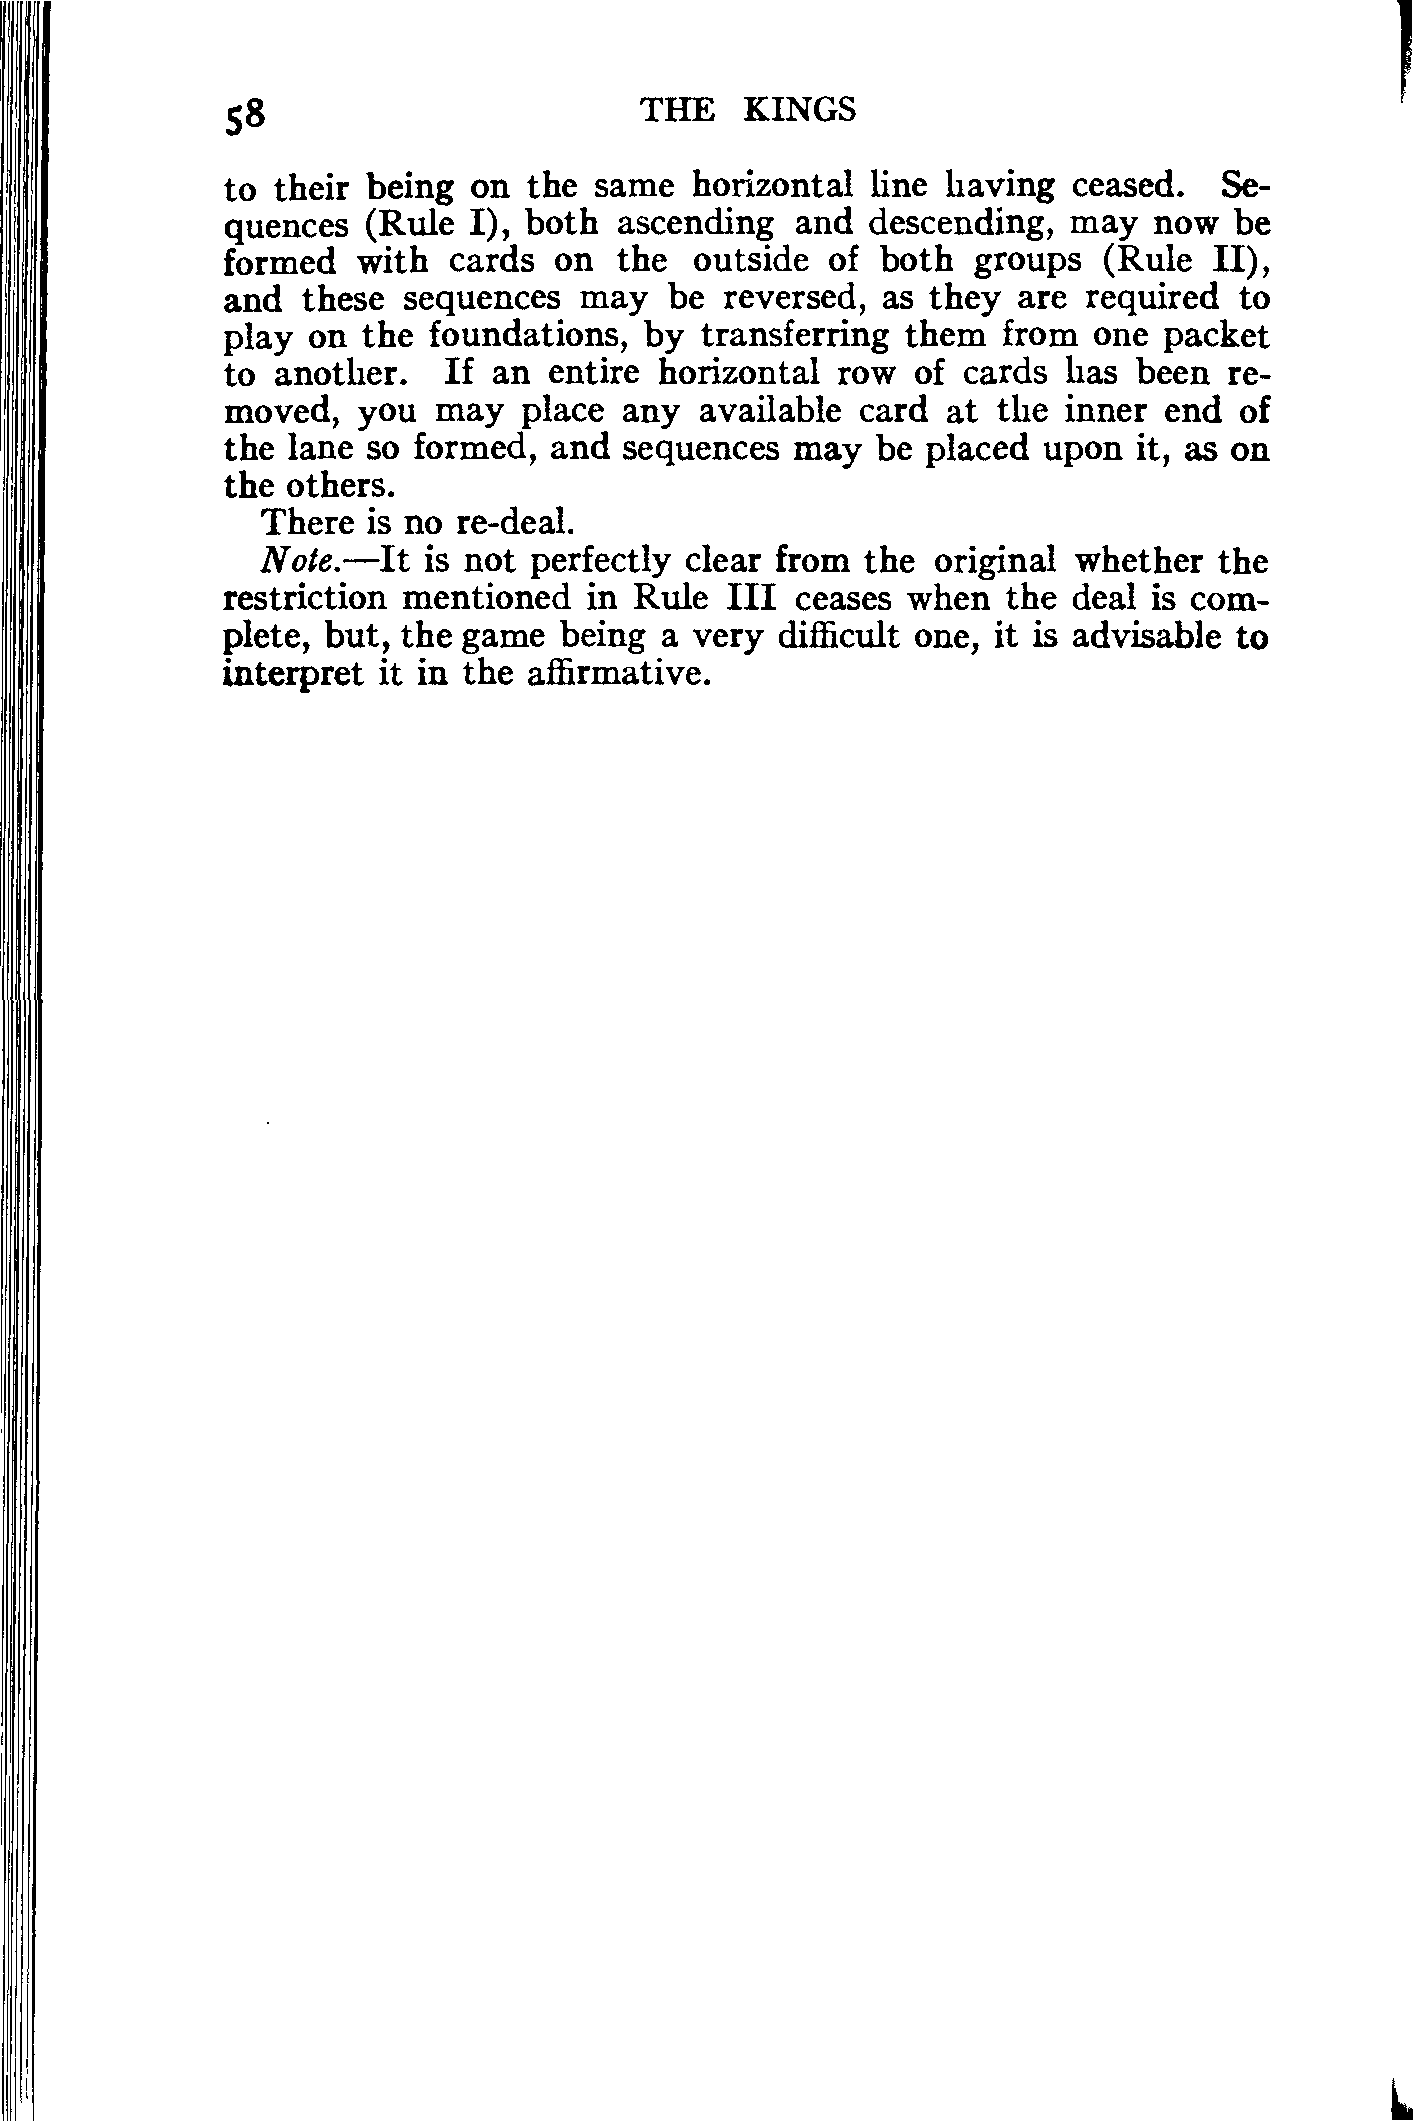 58 THE KINGS
to their being on the same horizontal line having ceased. Se-
quences (Rule I), both ascending and descending, may now be
formed with cards on the outside of both groups (Rule II),
and these sequences may be reversed, as they are required to
play on the foundations, by transferring them from one packet
to another. If an entire horizontal row of cards has been re-
moved, you may place any available card at the inner end of
the lane so formed, and sequences may be placed upon it, as on
the others.
There is no re-deal.
Note.—It is not perfectly clear from the original whether the
restriction mentioned in Rule III ceases when the deal is com-
plete, but, the game being a very difficult one, it is advisable to
interpret it in the affirmative.